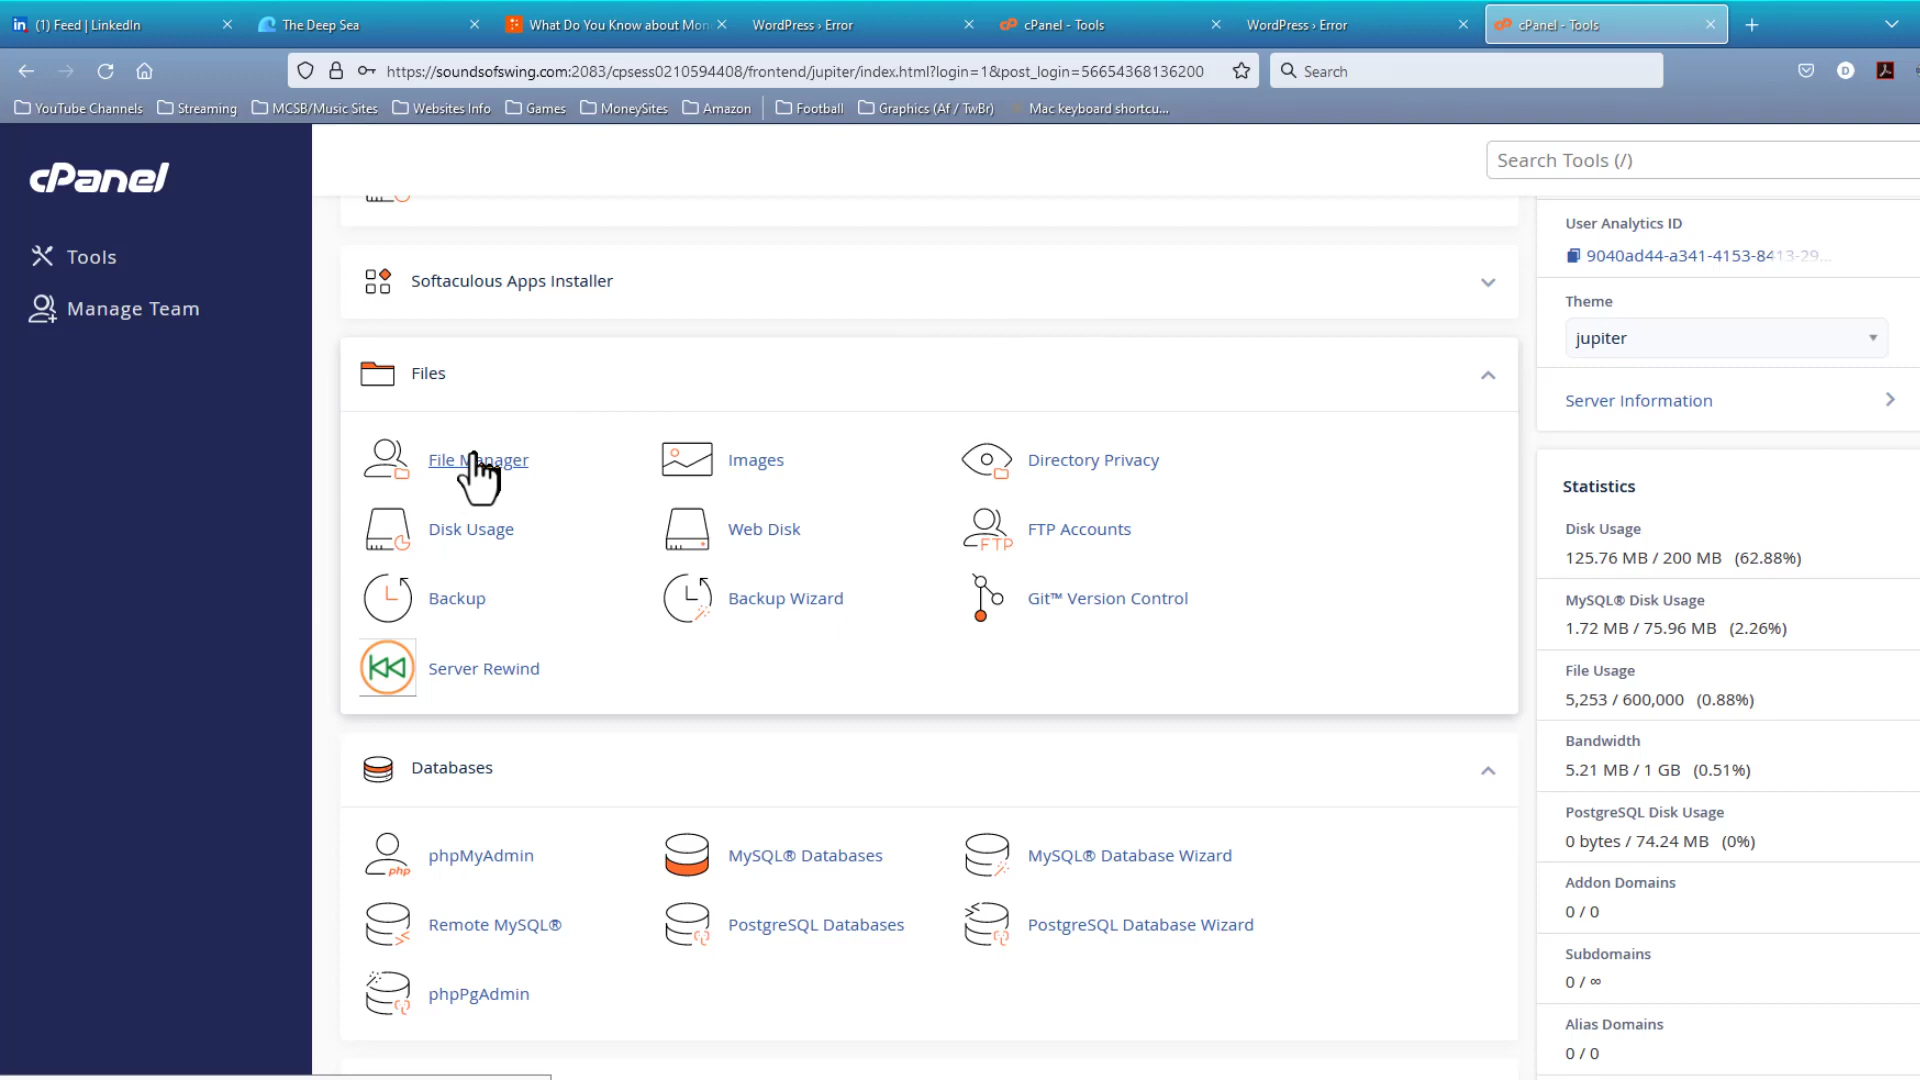 (1) Feed | LinkedIn
The Deep Sea
What Do You Know about Mon
WordPress › Error
cPanel - Tools
WordPress › Error
cPanel - Tools
https://soundsofswing.com:2083/cpsess0210594408/frontend/jupiter/index.html?login=1&post_login=56654368136200
Search
D
YouTube Channels
Streaming
MCSB/Music Sites
Websites Info
Games
MoneySites
Amazon
Football
Graphics (Af / TwBr)
Mac keyboard shortcu...
cPanel
Search Tools (/)
Tools
Manage Team
Softaculous Apps Installer
Files
File Manager
Images
Directory Privacy
Disk Usage
Web Disk
FTP
FTP Accounts
Backup
Backup Wizard
Git™ Version Control
Server Rewind
Databases
php
phpMyAdmin
MySQL® Databases
MySQL® Database Wizard
Remote MySQL®
PostgreSQL Databases
PostgreSQL Database Wizard
phpPgAdmin
User Analytics ID
9040ad44-a341-4153-8413-29...
Theme
jupiter
Server Information
Statistics
Disk Usage
125.76 MB / 200 MB (62.88%)
MySQL® Disk Usage
1.72 MB / 75.96 MB (2.26%)
File Usage
5,253 / 600,000 (0.88%)
Bandwidth
5.21 MB / 1 GB (0.51%)
PostgreSQL Disk Usage
0 bytes / 74.24 MB (0%)
Addon Domains
0 / 0
Subdomains
0 / ∞
Alias Domains
0 / 0